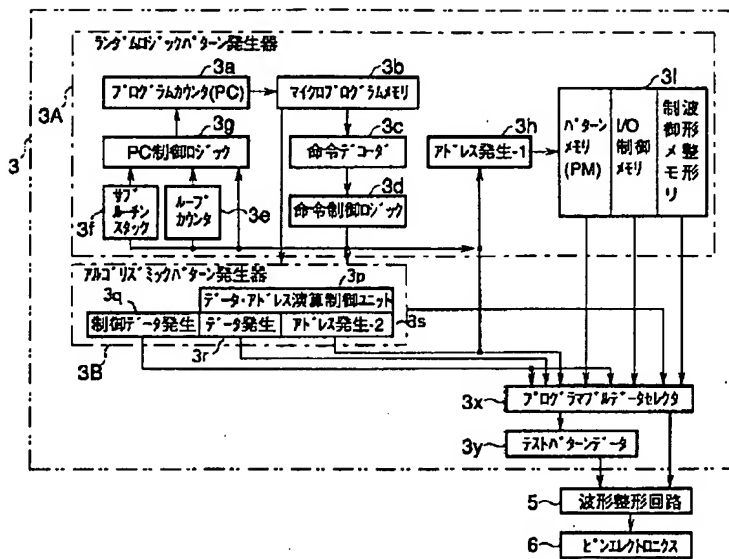 ランダムロジックパターン発生器
3a
3b
3l
プログラムカウンタ(PC)
マイクロプログラムメモリ
3A
3
3g
3c
3h
PC制御ロジック
命令デコーダ
アドレス発生-1
パターンメモリ(PM)
I/O制御メモリ
波形整形制御メモリ
3d
サブルーチンスタック
ループカウンタ
命令制御ロジック
3f
3e
アルゴリズミックパターン発生器
3p
3q
データ・アドレス演算制御ユニット
制御データ発生
データ発生
アドレス発生-2
3s
3r
3B
3x
プログラマブルデータセレクタ
3y
テストパターンデータ
5
波形整形回路
6
ピンエレクトロニクス